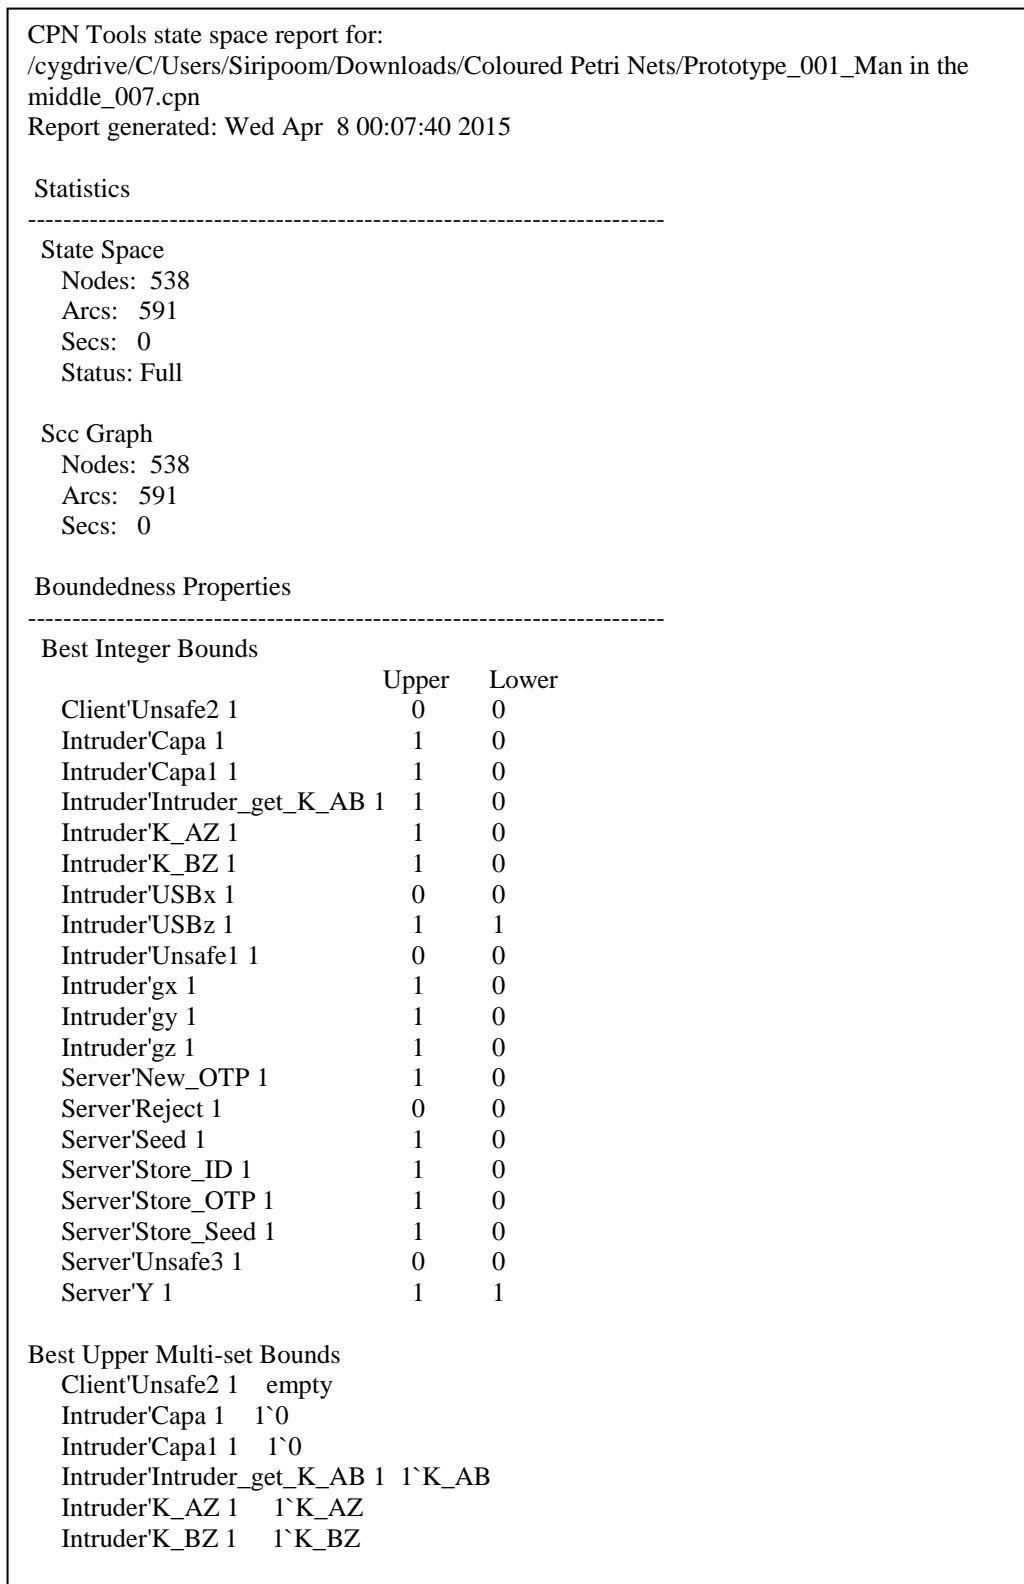 CPN Tools state space report for:
/cygdrive/C/Users/Siripoom/Downloads/Coloured Petri Nets/Prototype_001_Man in the
middle_007.cpn
Report generated: Wed Apr  8 00:07:40 2015
Statistics
------------------------------------------------------------------------
State Space
Nodes:  538
Arcs:   591
Secs:   0
Status: Full
Scc Graph
Nodes:  538
Arcs:   591
Secs:   0
Boundedness Properties
------------------------------------------------------------------------
Best Integer Bounds
Upper      Lower
Client'Unsafe2 1    0    0
Intruder'Capa 1    1    0
Intruder'Capa1 1    1    0
Intruder'Intruder_get_K_AB 1    1    0
Intruder'K_AZ 1    1    0
Intruder'K_BZ 1    1    0
Intruder'USBx 1    0    0
Intruder'USBz 1    1    1
Intruder'Unsafe1 1    0    0
Intruder'gx 1    1    0
Intruder'gy 1    1    0
Intruder'gz 1    1    0
Server'New_OTP 1    1    0
Server'Reject 1    0    0
Server'Seed 1    1    0
Server'Store_ID 1    1    0
Server'Store_OTP 1    1    0
Server'Store_Seed 1    1    0
Server'Unsafe3 1    0    0
Server'Y 1    1    1
Best Upper Multi-set Bounds
Client'Unsafe2 1    empty
Intruder'Capa 1    1`0
Intruder'Capa1 1    1`0
Intruder'Intruder_get_K_AB 1  1`K_AB
Intruder'K_AZ 1    1`K_AZ
Intruder'K_BZ 1    1`K_BZ